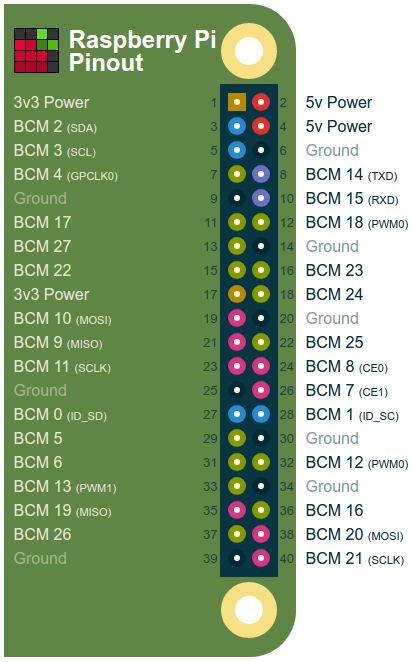 Raspberry Pi
Pinout
3v3 Power 1 2 5v Power
BCM 2 (SDA) 3 4 5v Power
BCM 3 (SCL) 5 6 Ground
BCM 4 (GPCLK0) 7 8 BCM 14 (TXD)
Ground 9 10 BCM 15 (RXD)
BCM 17 11 12 BCM 18 (PWM0)
BCM 27 13 14 Ground
BCM 22 15 16 BCM 23
3v3 Power 17 18 BCM 24
BCM 10 (MOSI) 19 20 Ground
BCM 9 (MISO) 21 22 BCM 25
BCM 11 (SCLK) 23 24 BCM 8 (CE0)
Ground 25 26 BCM 7 (CE1)
BCM 0 (ID_SD) 27 28 BCM 1 (ID_SC)
BCM 5 29 30 Ground
BCM 6 31 32 BCM 12 (PWM0)
BCM 13 (PWM1) 33 34 Ground
BCM 19 (MISO) 35 36 BCM 16
BCM 26 37 38 BCM 20 (MOSI)
Ground 39 40 BCM 21 (SCLK)